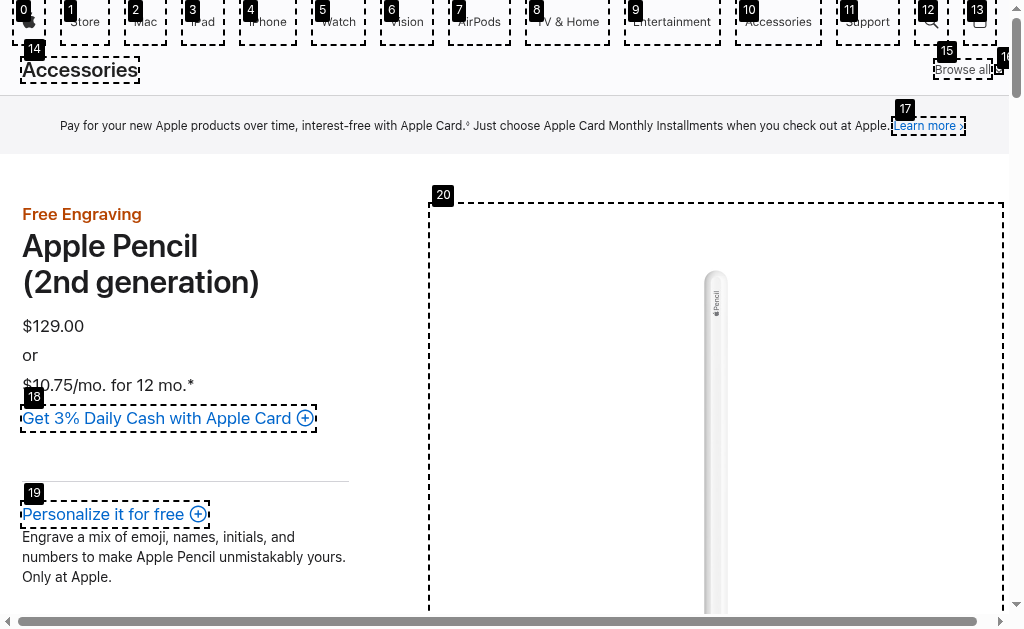 0
1
2
3
4
5
6
7
8
9
10
11
12
13
Store
Mac
iPad
iPhone
Watch
Vision
AirPods
TV & Home
Entertainment
Accessories
Support
14
Accessories
15
Browse all
16
Pay for your new Apple products over time, interest-free with Apple Card.◊ Just choose Apple Card Monthly Installments when you check out at Apple.
17
Learn more ›
Free Engraving
Apple Pencil
(2nd generation)
$129.00
or
$10.75/mo. for 12 mo.*
18
Get 3% Daily Cash with Apple Card
19
Personalize it for free
Engrave a mix of emoji, names, initials, and
numbers to make Apple Pencil unmistakably yours.
Only at Apple.
20
Pencil